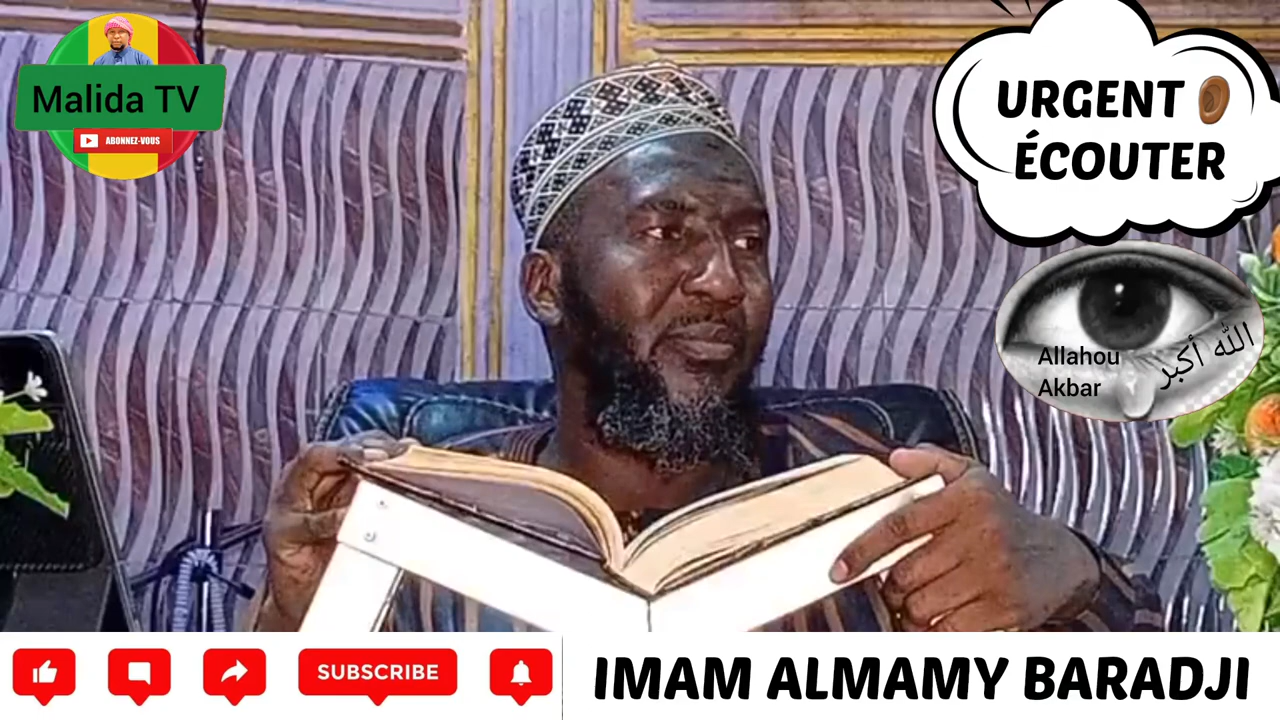 Malida TV
ABONNEZ-VOUS
URGENT
ÉCOUTER
Allahou
Akbar
الله أكبر
SUBSCRIBE
IMAM ALMAMY BARADJI